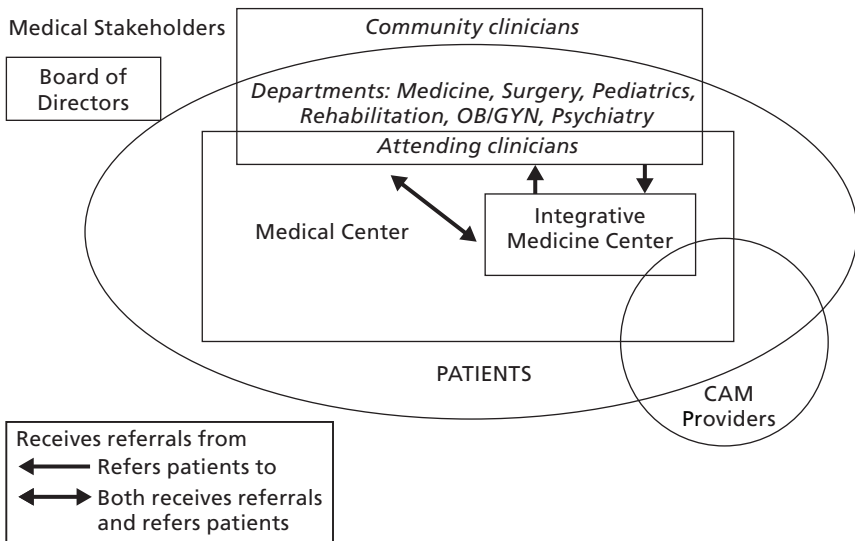 Medical Stakeholders
Community clinicians
Board of
Directors
Departments: Medicine, Surgery, Pediatrics,
Rehabilitation, OB/GYN, Psychiatry
Attending clinicians
Medical Center
Integrative
Medicine Center
PATIENTS
CAM
Providers
Receives referrals from
Refers patients to
Both receives referrals
and refers patients